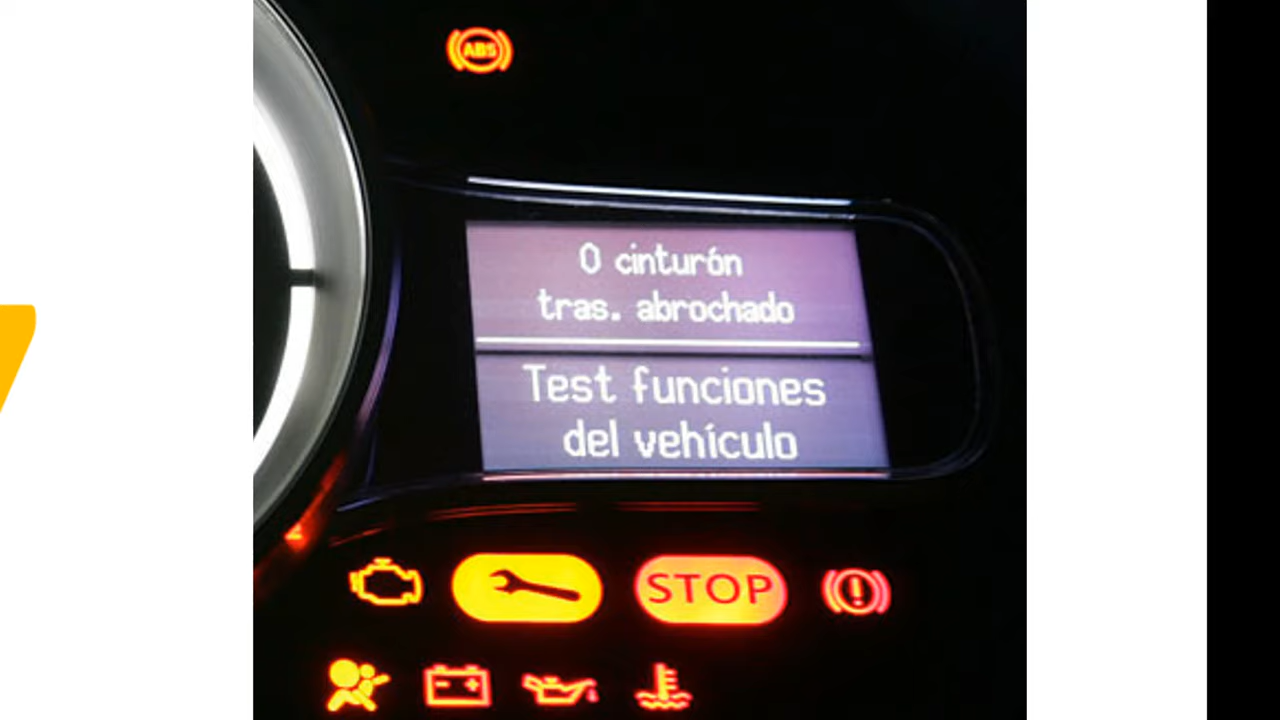 ABS
0 cinturón
tras. abrochado
Test funciones
del vehículo
STOP